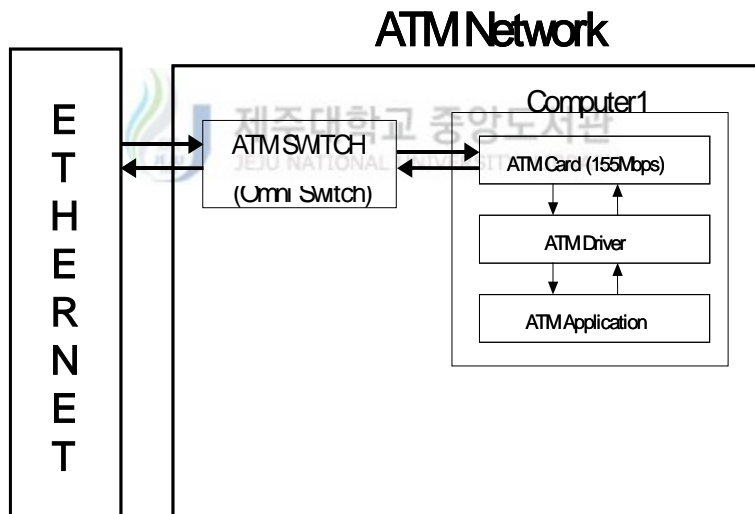 ATM Network
ETHERNET
Computer1
제주대학교 중앙도서관
JEJU NATIONAL UNIVERSITY
ATM SWITCH
(Omni Switch)
ATM Card (155Mbps)
ATM Driver
ATM Application